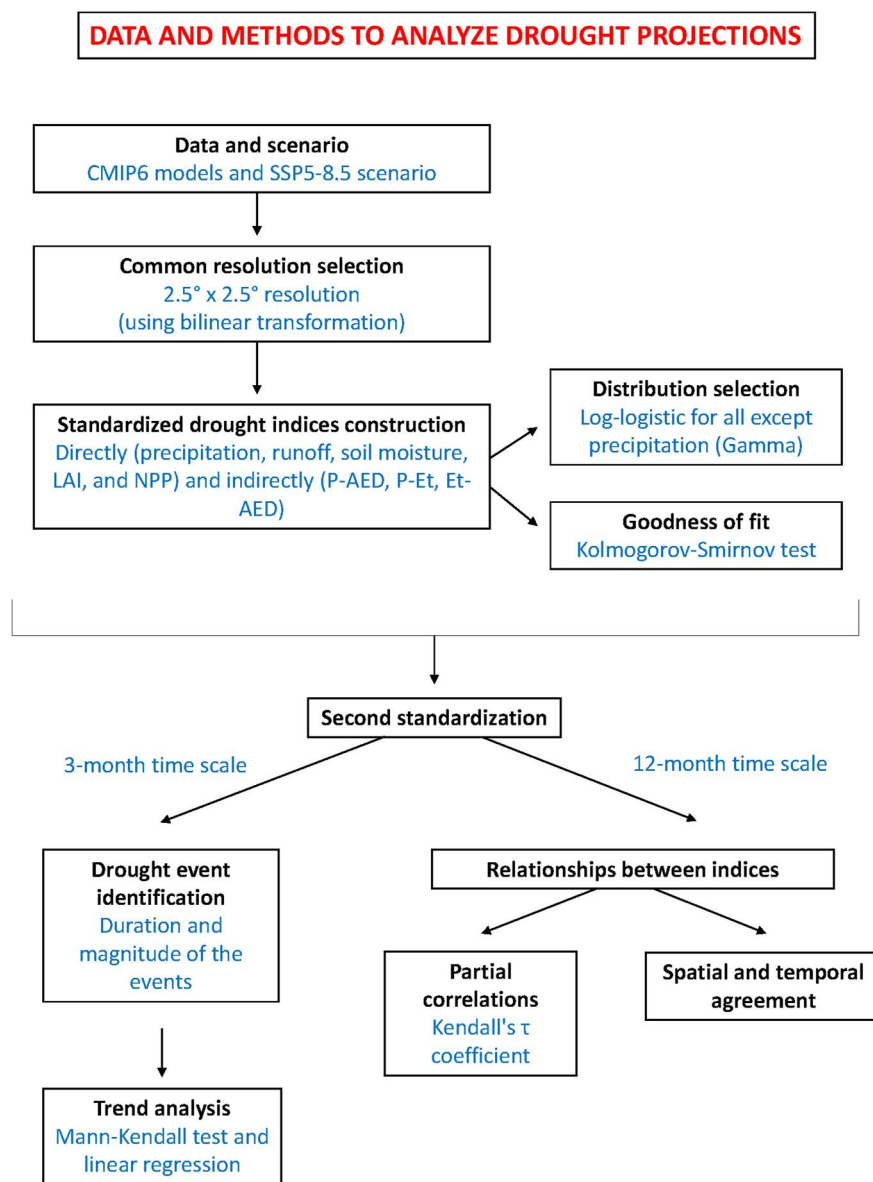 DATA AND METHODS TO ANALYZE DROUGHT PROJECTIONS
Data and scenario
CMIP6 models and SSP5-8.5 scenario
Common resolution selection
2.5° x 2.5° resolution
(using bilinear transformation)
Standardized drought indices construction
Directly (precipitation, runoff, soil moisture,
LAI, and NPP) and indirectly (P-AED, P-Et, Et-
AED)
Distribution selection
Log-logistic for all except
precipitation (Gamma)
Goodness of fit
Kolmogorov-Smirnov test
Second standardization
3-month time scale
12-month time scale
Drought event
identification
Duration and
magnitude of the
events
Relationships between indices
Partial
correlations
Kendall's τ
coefficient
Spatial and temporal
agreement
Trend analysis
Mann-Kendall test and
linear regression